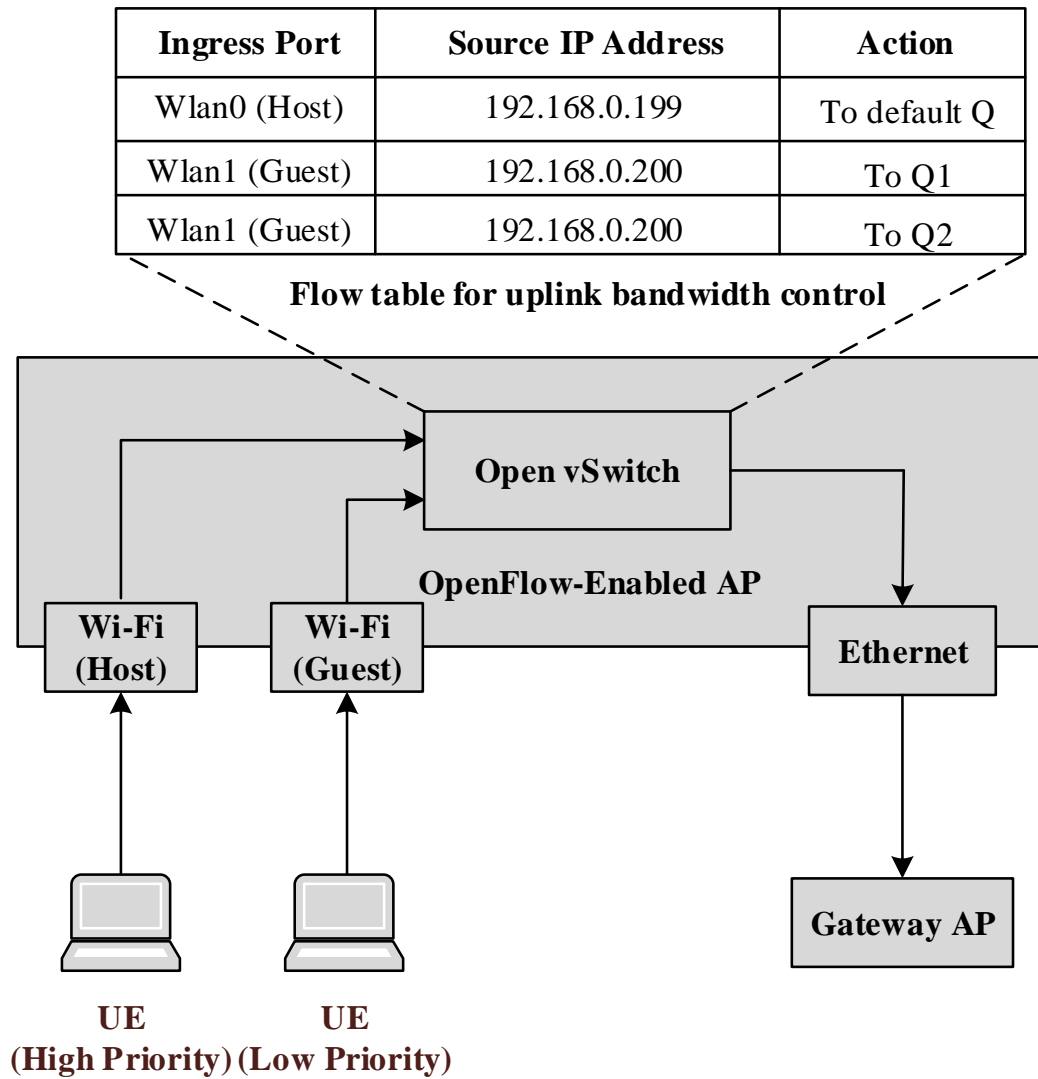 Ingress Port Source IP Address Action
Wlan0 (Host) 192.168.0.199 To default Q
Wlan1 (Guest) 192.168.0.200 To Q1
Wlan1 (Guest) 192.168.0.200 To Q2
Flow table for uplink bandwidth control
Open vSwitch
OpenFlow-Enabled AP
Wi-Fi
(Host)
Wi-Fi
(Guest)
Ethernet
Gateway AP
UE
(High Priority)
UE
(Low Priority)